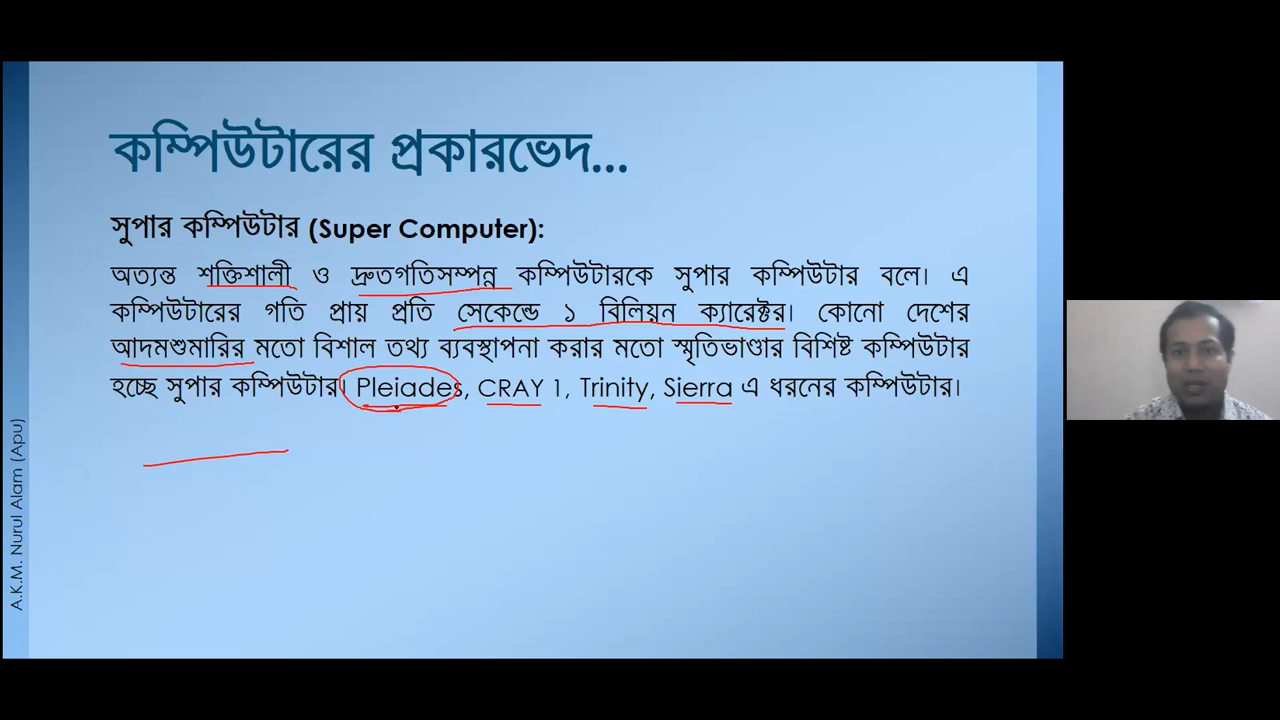 কম্পিউটারের প্রকারভেদ...
সুপার কম্পিউটার (Super Computer):
অত্যন্ত শক্তিশালী ও দ্রুতগতিসম্পন্ন কম্পিউটারকে সুপার কম্পিউটার বলে। এ
কম্পিউটারের গতি প্রায় প্রতি সেকেন্ডে ১ বিলিয়ন ক্যারেক্টর। কোনো দেশের
আদমশুমারির মতো বিশাল তথ্য ব্যবস্থাপনা করার মতো স্মৃতিভাণ্ডার বিশিষ্ট কম্পিউটার
হচ্ছে সুপার কম্পিউটার। Pleiades, CRAY 1, Trinity, Sierra এ ধরনের কম্পিউটার।
A.K.M. Nurul Alam (Apu)